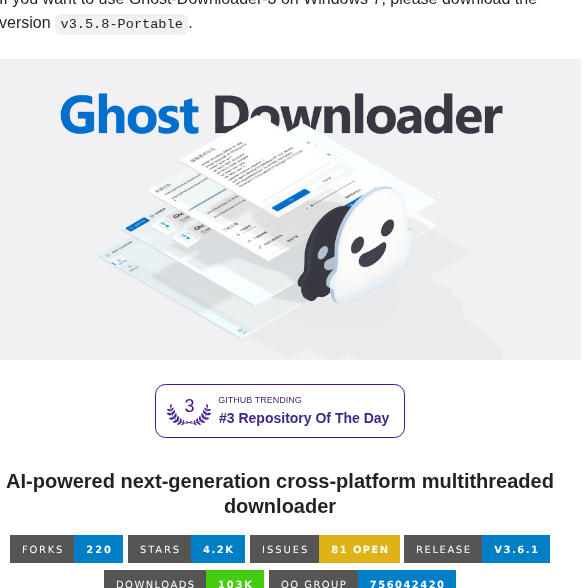 If you want to use Ghost-Downloader-3 on Windows 7, please download the
version v3.5.8-Portable.
Ghost Downloader
3
GITHUB TRENDING
#3 Repository Of The Day
AI-powered next-generation cross-platform multithreaded
downloader
FORKS 220 STARS 4.2K ISSUES 81 OPEN RELEASE V3.6.1
DOWNLOADS 103K QQ GROUP 756042420